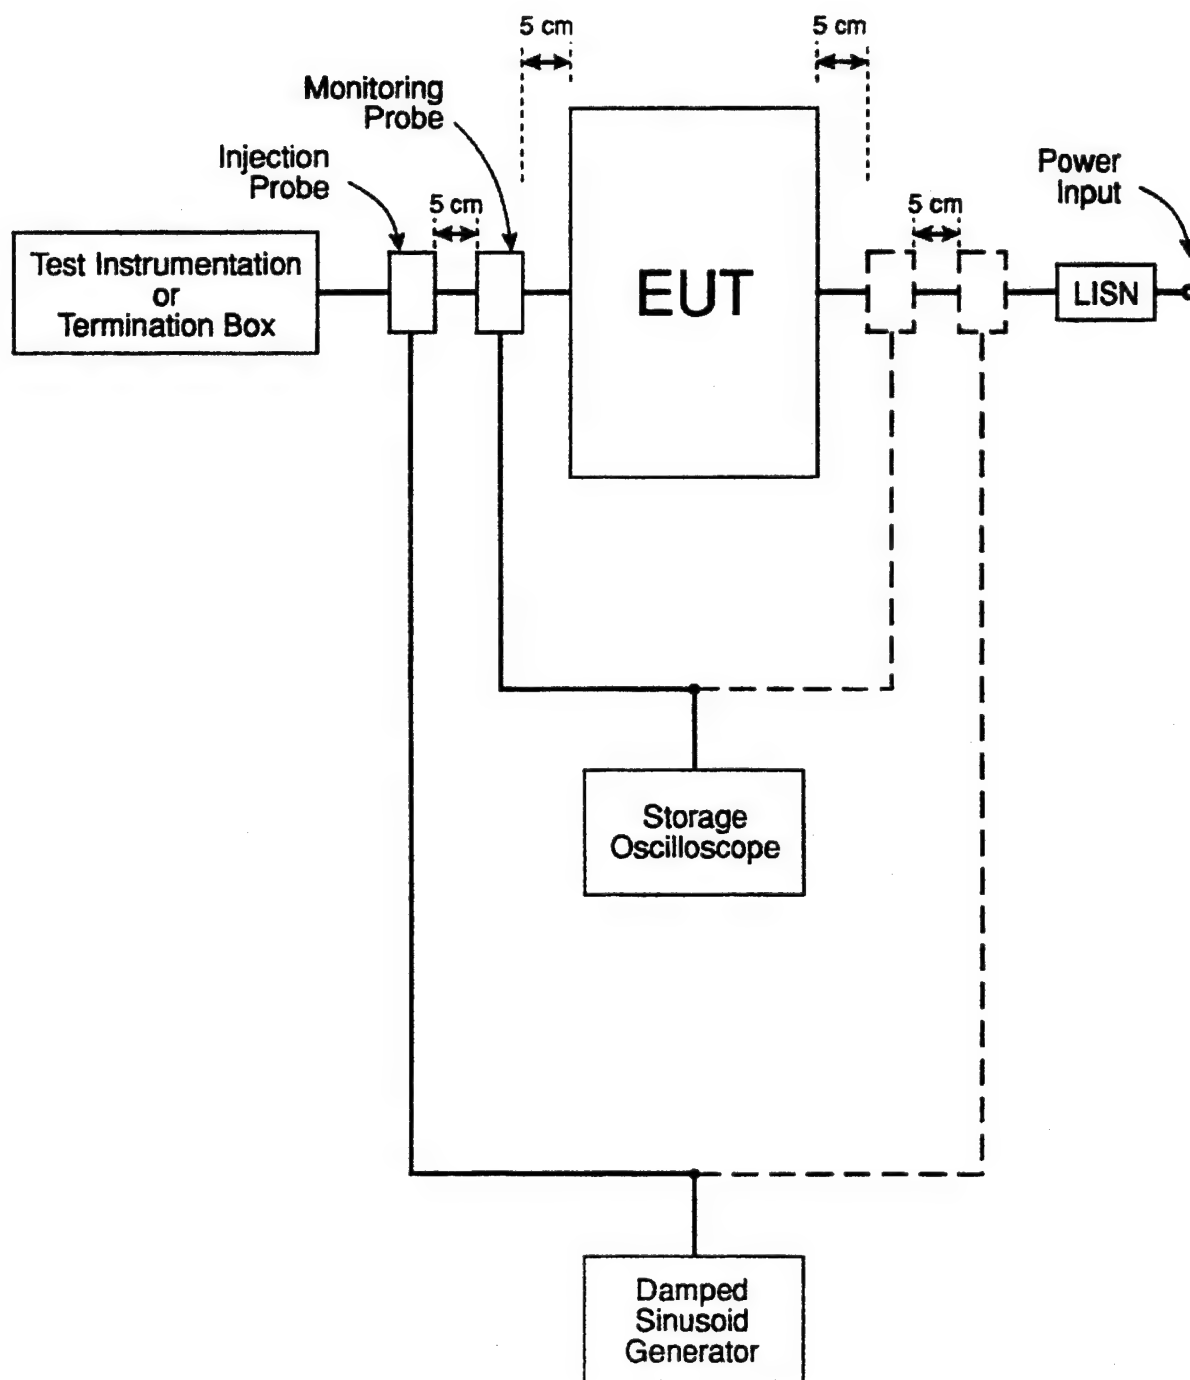 5 cm
5 cm
Monitoring
Probe
Injection
Probe
5 cm
5 cm
Power
Input
Test Instrumentation
or
Termination Box
EUT
LISN
Storage
Oscilloscope
Damped
Sinusoid
Generator